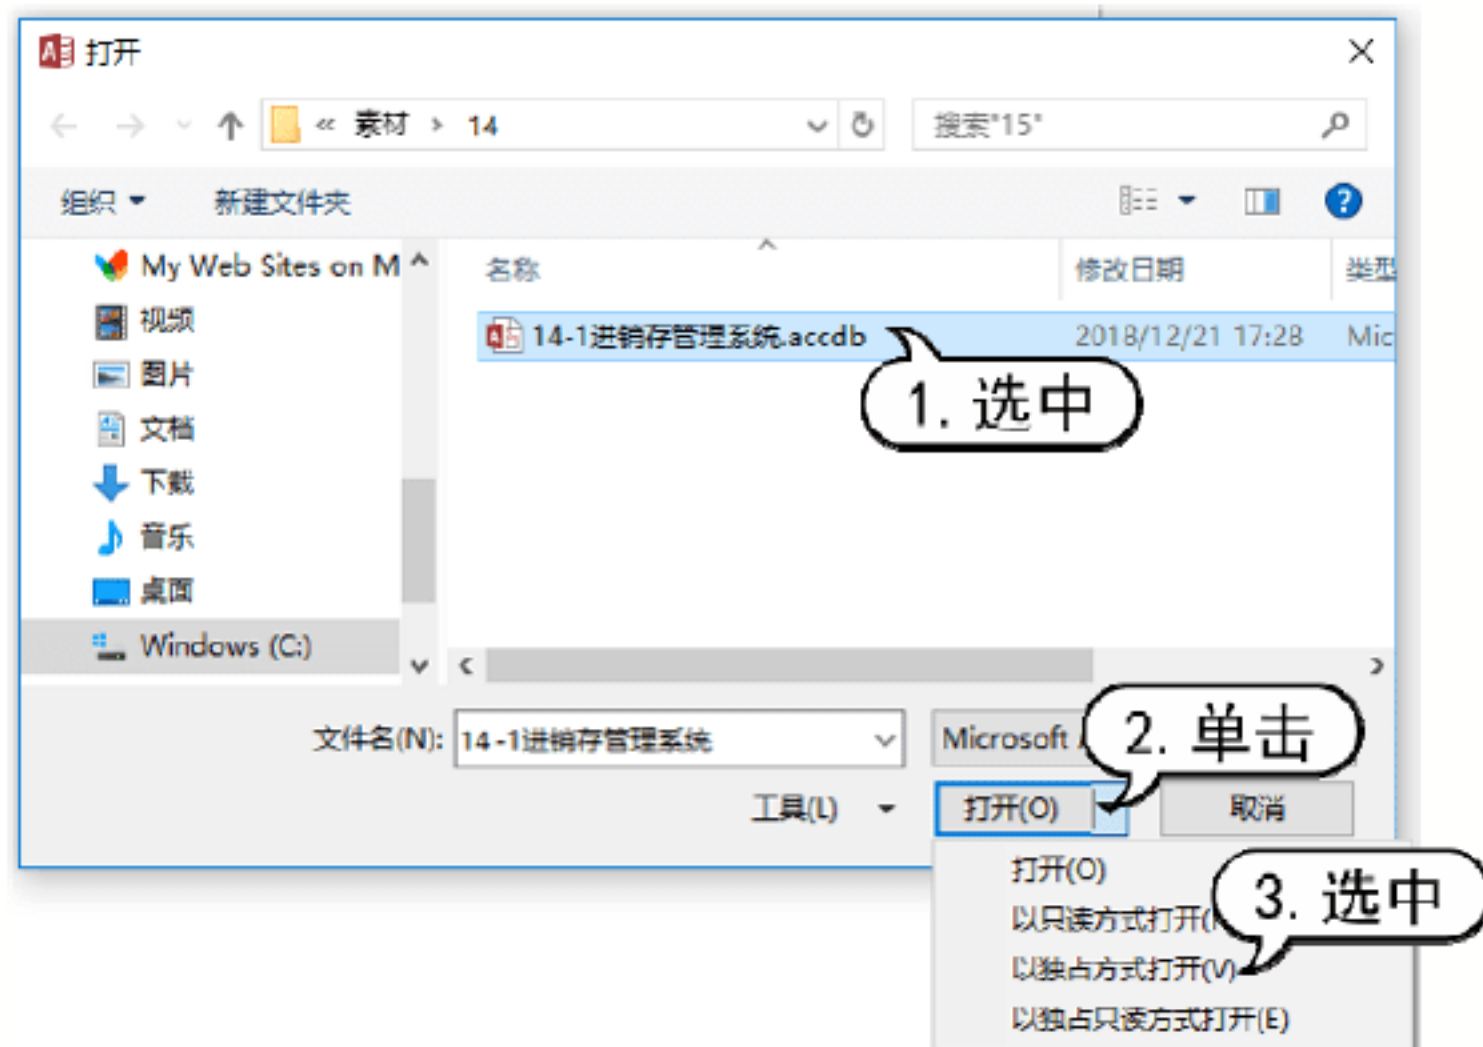 打开
« 素材 › 14
搜索"15"
组织
新建文件夹
名称
修改日期
类型
My Web Sites on M
视频
图片
文档
下载
音乐
桌面
Windows (C:)
14-1进销存管理系统.accdb
2018/12/21 17:28
Mic
1. 选中
文件名(N):
14-1进销存管理系统
Microsoft
2. 单击
工具(L)
打开(O)
取消
打开(O)
以只读方式打开(
3. 选中
以独占方式打开(V)
以独占只读方式打开(E)